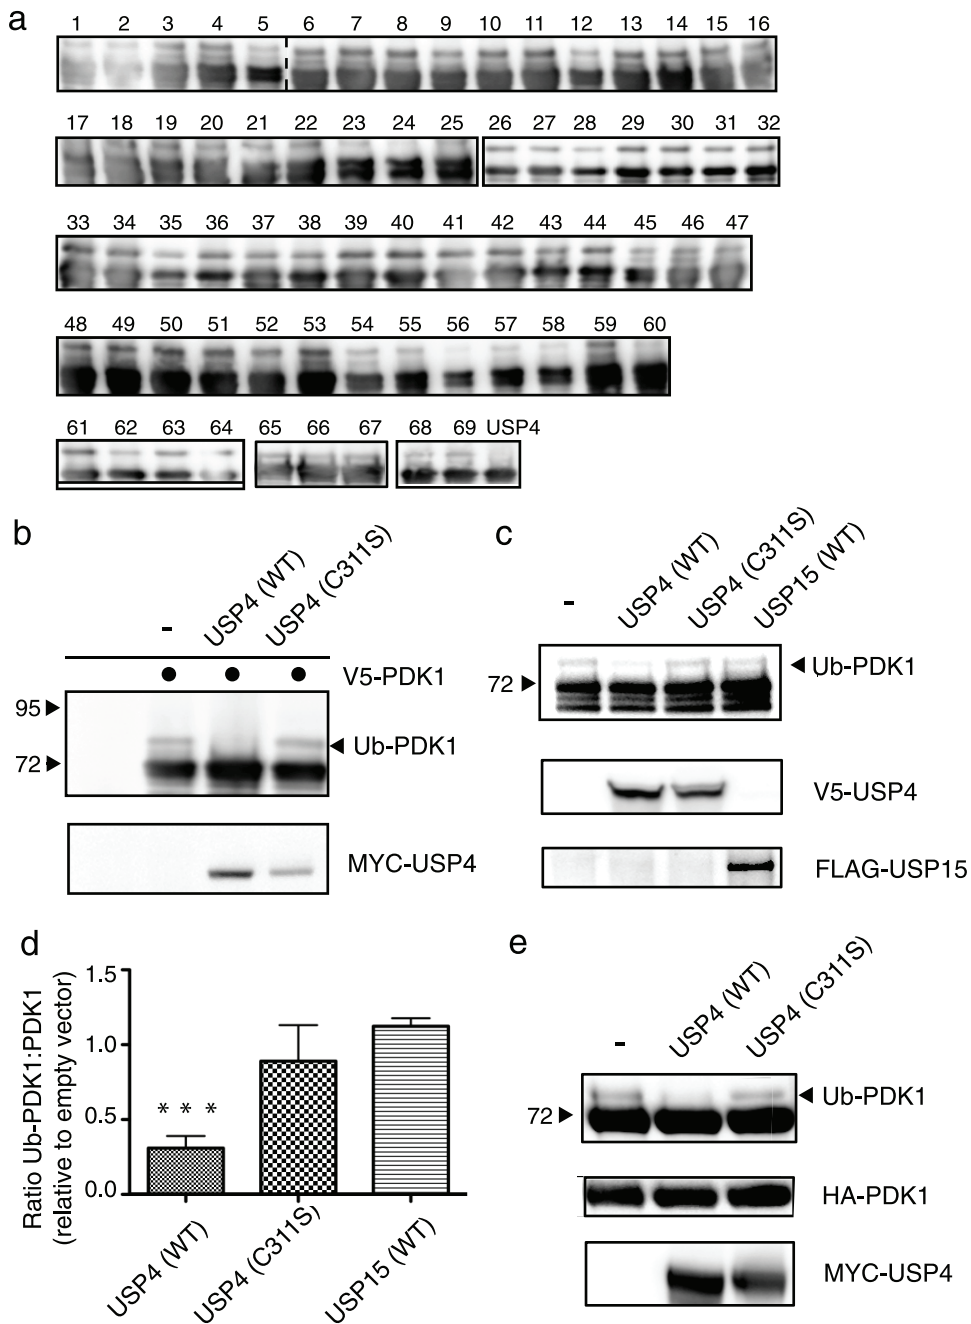 a
1 2 3 4 5 6 7 8 9 10 11 12 13 14 15 16
17 18 19 20 21 22 23 24 25 26 27 28 29 30 31 32
33 34 35 36 37 38 39 40 41 42 43 44 45 46 47
48 49 50 51 52 53 54 55 56 57 58 59 60
61 62 63 64 65 66 67 68 69 USP4
b
- USP4 (WT) USP4 (C311S)
V5-PDK1
95
Ub-PDK1
72
MYC-USP4
c
- USP4 (WT) USP4 (C311S) USP15 (WT)
Ub-PDK1
72
V5-USP4
FLAG-USP15
d
Ratio Ub-PDK1:PDK1
(relative to empty vector)
1.5
1.0
0.5
0.0
* * *
USP4 (WT) USP4 (C311S) USP15 (WT)
e
- USP4 (WT) USP4 (C311S)
Ub-PDK1
72
HA-PDK1
MYC-USP4